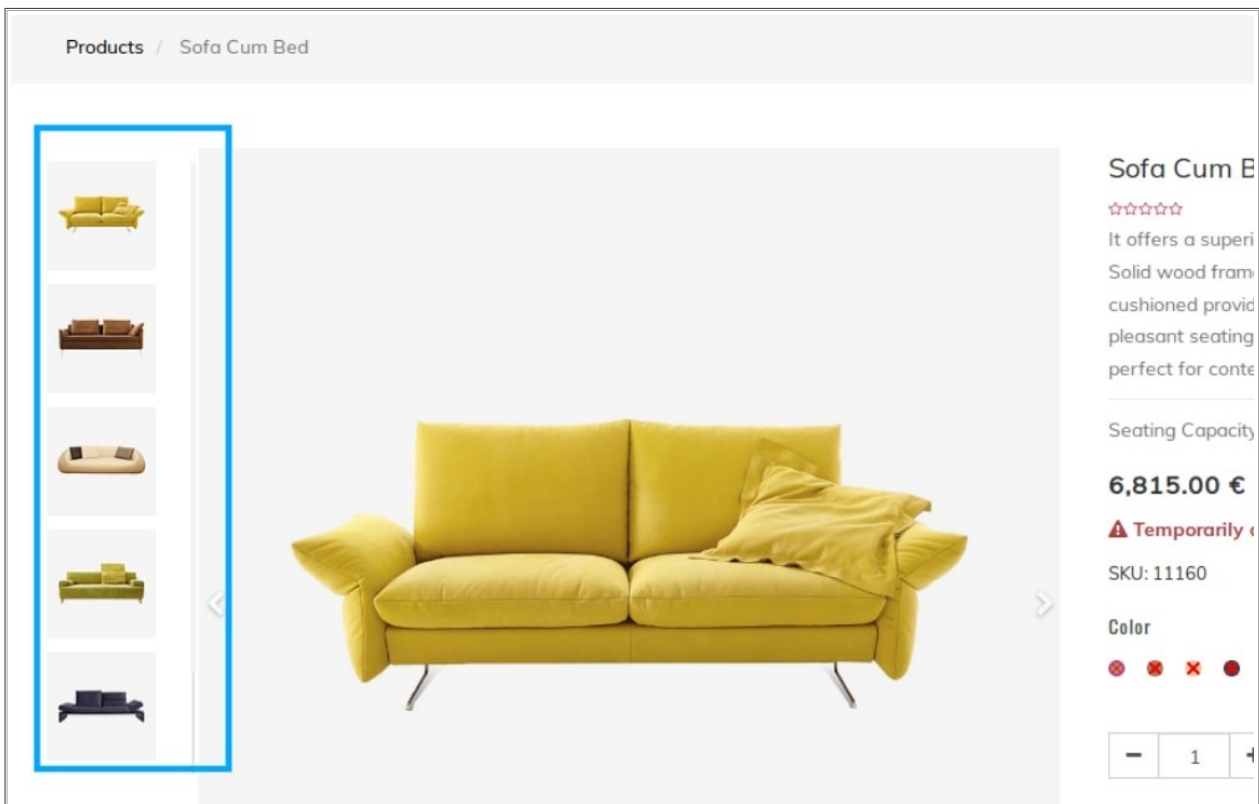 Products / Sofa Cum Bed
Sofa Cum B
It offers a superi
Solid wood fram
cushioned provid
pleasant seating
perfect for conte
Seating Capacity
6,815.00 €
Temporarily
SKU: 11160
Color
− 1 +